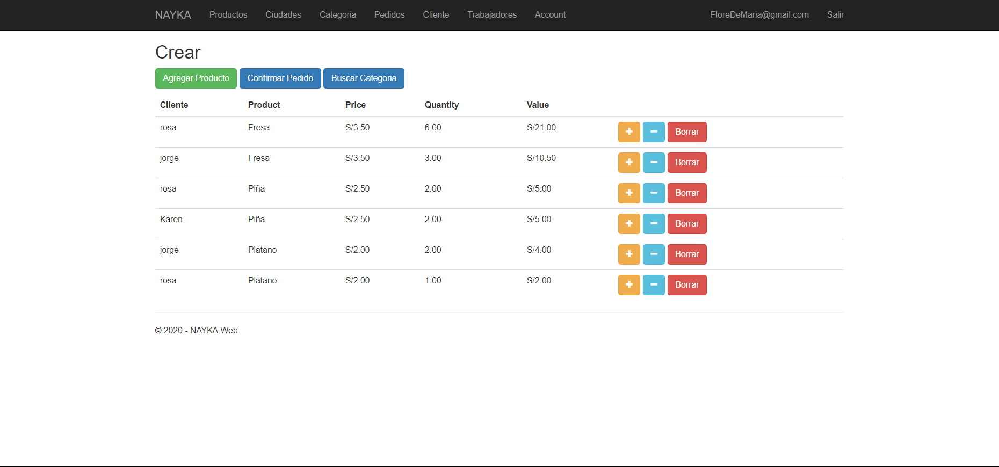 NAYKA Productos Ciudades Categoria Pedidos Cliente Trabajadores Account FloreDeMaria@gmail.com Salir
Crear
Agregar Producto Confirmar Pedido Buscar Categoria
Cliente Product Price Quantity Value
rosa Fresa S/3.50 6.00 S/21.00 + − Borrar
jorge Fresa S/3.50 3.00 S/10.50 + − Borrar
rosa Piña S/2.50 2.00 S/5.00 + − Borrar
Karen Piña S/2.50 2.00 S/5.00 + − Borrar
jorge Platano S/2.00 2.00 S/4.00 + − Borrar
rosa Platano S/2.00 1.00 S/2.00 + − Borrar
© 2020 - NAYKA.Web